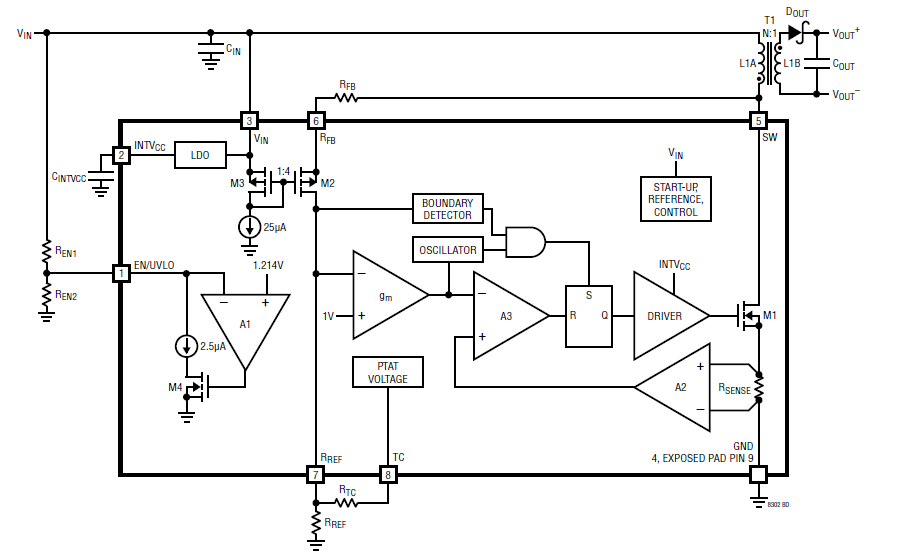 DOUT
T1
VIN
N:1
VOUT+
CIN
L1A
L1B
COUT
RFB
VOUT–
3
6
5
INTVCC
VIN
RFB
SW
2
LDO
VIN
CINTVCC
M3
1:4
M2
START-UP,
REFERENCE,
CONTROL
BOUNDARY
DETECTOR
25µA
OSCILLATOR
REN1
EN/UVLO
1.214V
INTVCC
1
–
S
REN2
–
+
gm
–
A3
R
Q
DRIVER
M1
A1
1V
+
+
2.5µA
PTAT
VOLTAGE
+
A2
RSENSE
M4
–
GND
4, EXPOSED PAD PIN 9
RREF
TC
7
8
RTC
8302 BD
RREF